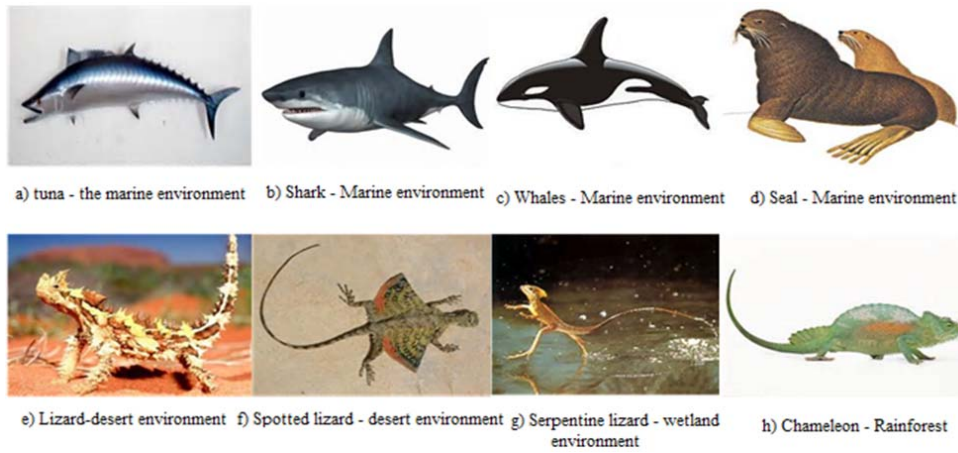 a) tuna - the marine environment
b) Shark - Marine environment
c) Whales - Marine environment
d) Seal - Marine environment
e) Lizard-desert environment
f) Spotted lizard - desert environment
g) Serpentine lizard - wetland
environment
h) Chameleon - Rainforest